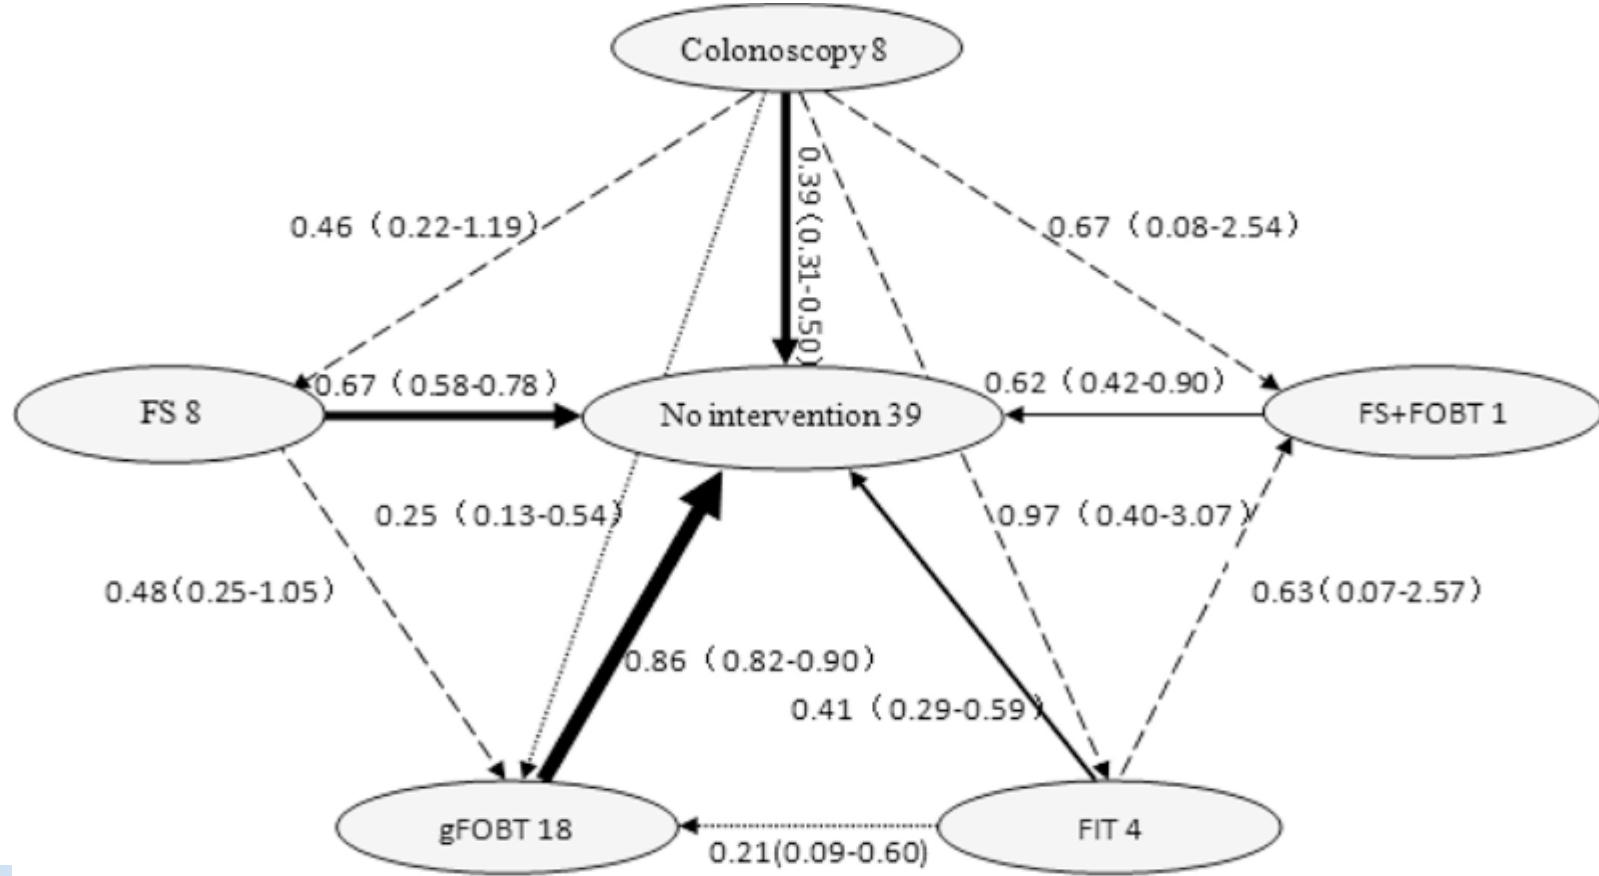 Colonoscopy 8
0.39 (0.31-0.50)
0.46 (0.22-1.19)
0.67 (0.08-2.54)
0.67 (0.58-0.78)
0.62 (0.42-0.90)
FS 8
No intervention 39
FS+FOBT 1
0.25 (0.13-0.54)
0.97 (0.40-3.07)
0.48(0.25-1.05)
0.63(0.07-2.57)
0.86 (0.82-0.90)
0.41 (0.29-0.59)
gFOBT 18
FIT 4
0.21(0.09-0.60)